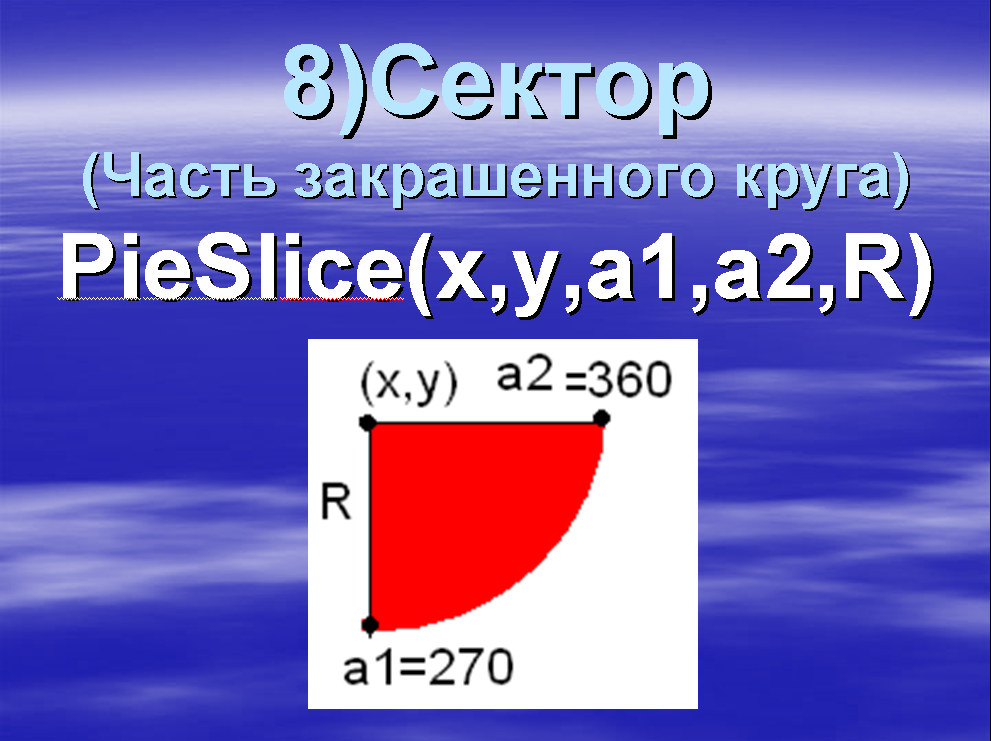 8)Сектор
(Часть закрашенного круга)
PieSlice(x,y,a1,a2,R)
(x,y) a2 =360
R
a1=270